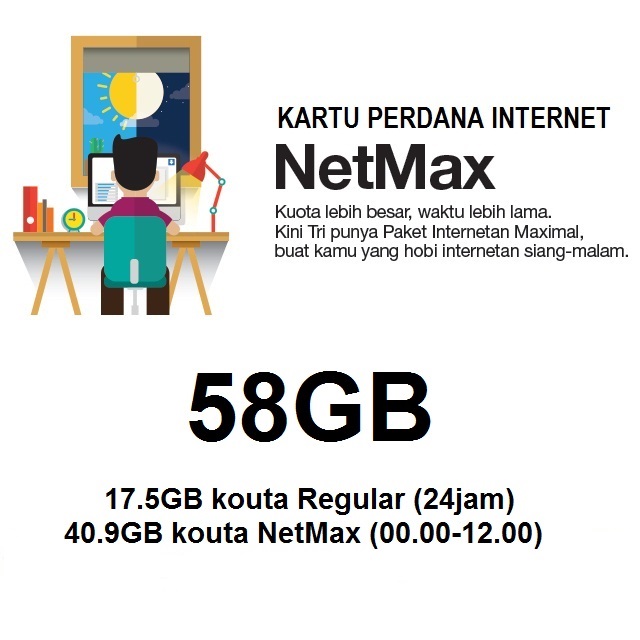 KARTU PERDANA INTERNET
NetMax
Kuota lebih besar, waktu lebih lama.
Kini Tri punya Paket Internetan Maximal,
buat kamu yang hobi internetan siang-malam.
58GB
17.5GB kouta Regular (24jam)
40.9GB kouta NetMax (00.00-12.00)